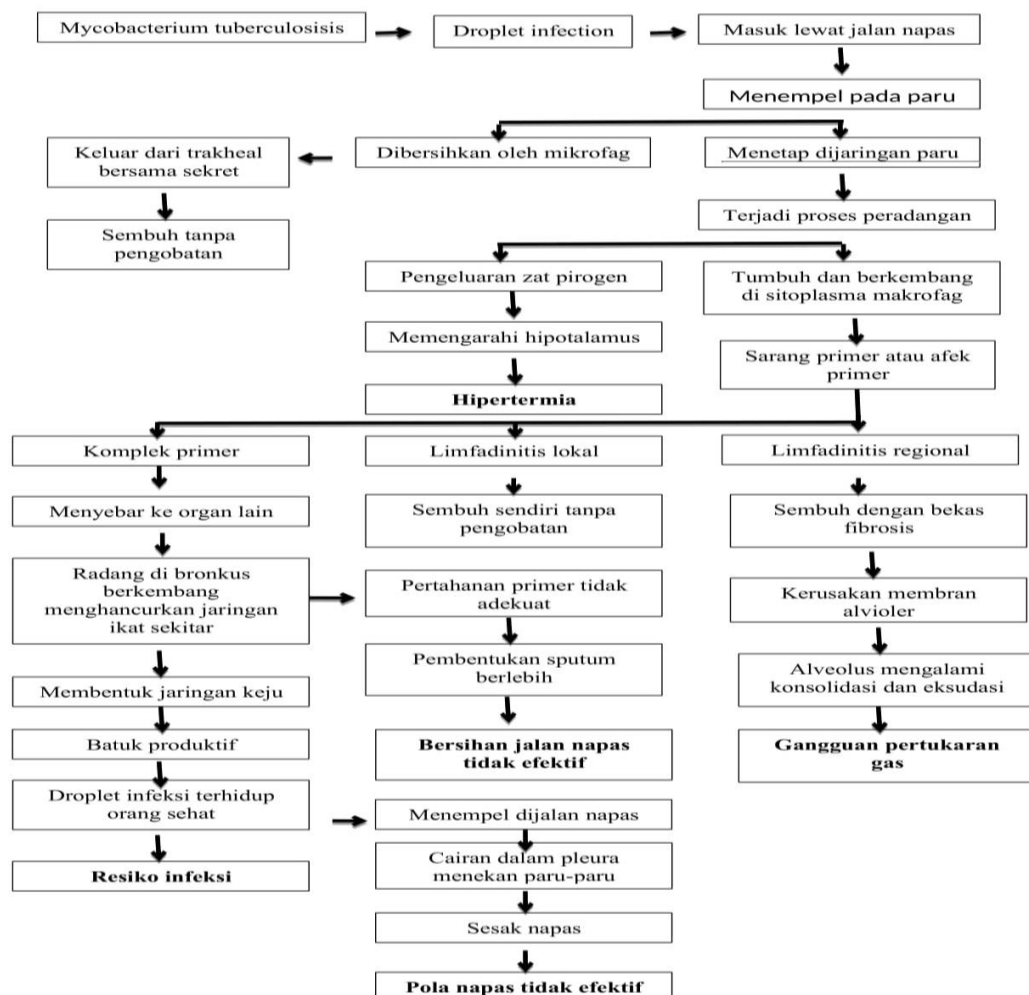 Mycobacterium tuberculosisis
Droplet infection
Masuk lewat jalan napas
Menempel pada paru
Keluar dari trakheal
bersama sekret
Dibersihkan oleh mikrofag
Menetap dijaringan paru
Sembuh tanpa
pengobatan
Terjadi proses peradangan
Pengeluaran zat pirogen
Tumbuh dan berkembang
di sitoplasma makrofag
Memengarahi hipotalamus
Sarang primer atau afek
primer
Hipertermia
Komplek primer
Limfadinitis lokal
Limfadinitis regional
Menyebar ke organ lain
Sembuh sendiri tanpa
pengobatan
Sembuh dengan bekas
fibrosis
Radang di bronkus
berkembang
menghancurkan jaringan
ikat sekitar
Pertahanan primer tidak
adekuat
Kerusakan membran
alvioler
Pembentukan sputum
berlebih
Alveolus mengalami
konsolidasi dan eksudasi
Membentuk jaringan keju
Batuk produktif
Bersihan jalan napas
tidak efektif
Gangguan pertukaran
gas
Droplet infeksi terhidup
orang sehat
Menempel dijalan napas
Resiko infeksi
Cairan dalam pleura
menekan paru-paru
Sesak napas
Pola napas tidak efektif